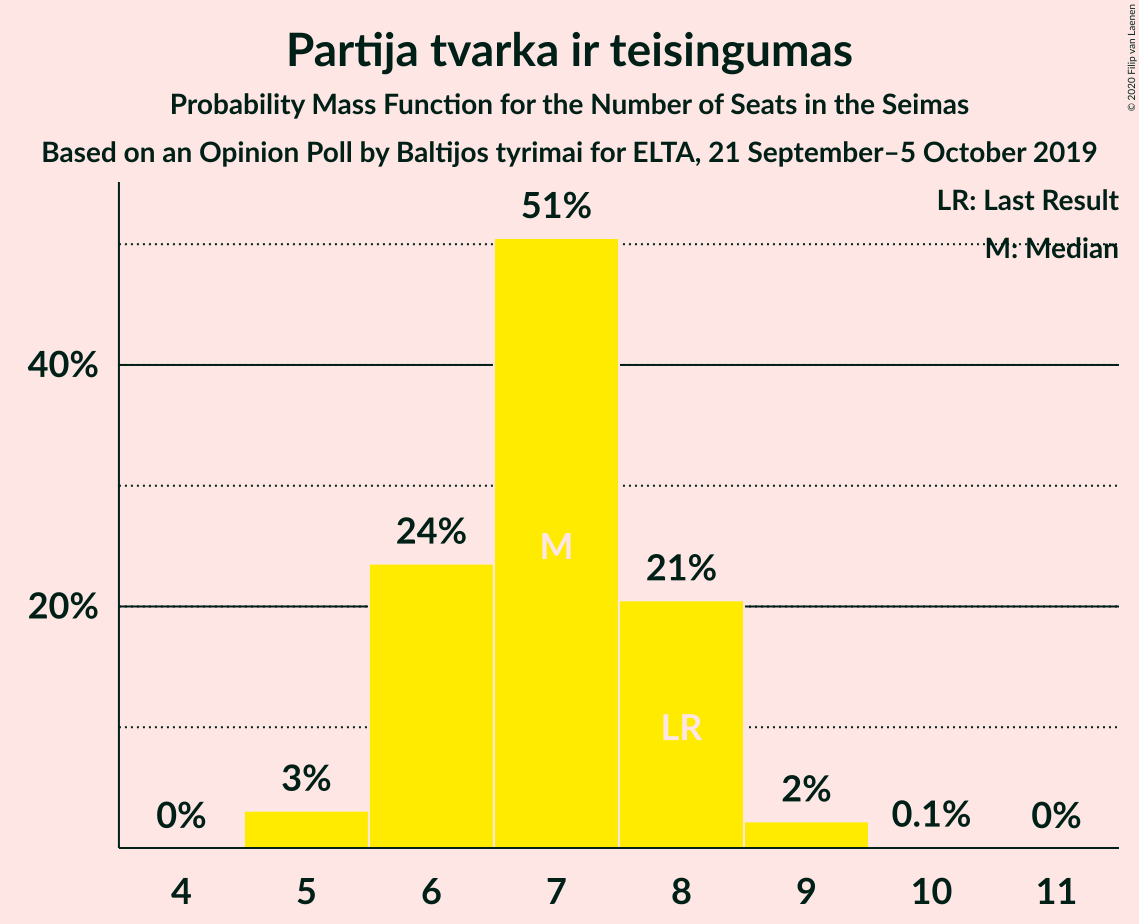 Partija tvarka ir teisingumas
Probability Mass Function for the Number of Seats in the Seimas
Based on an Opinion Poll by Baltijos tyrimai for ELTA, 21 September–5 October 2019
© 2020 Filip van Laenen
LR: Last Result
M: Median
51%
40%
24%
M
21%
20%
LR
3%
2%
0%
0.1%
0%
4 5 6 7 8 9 10 11